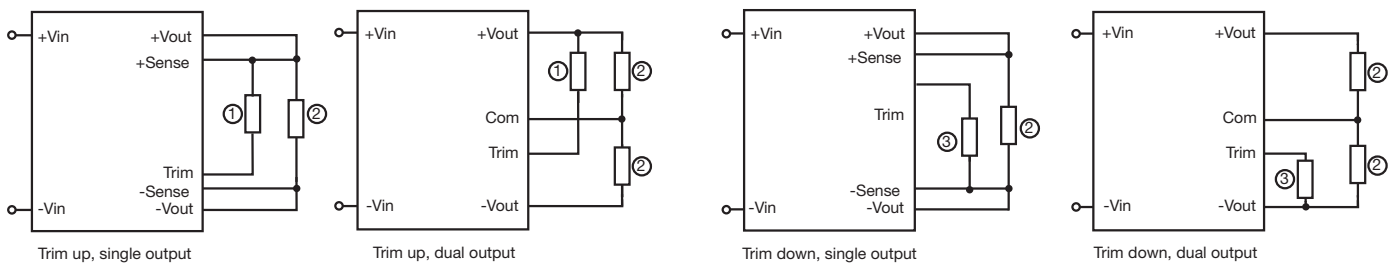 +Vin
+Vout
+Sense
①
②
Trim
-Sense
-Vin
-Vout
Trim up, single output
+Vin
+Vout
①
②
Com
Trim
②
-Vin
-Vout
Trim up, dual output
+Vin
+Vout
+Sense
Trim
②
③
-Sense
-Vin
-Vout
Trim down, single output
+Vin
+Vout
②
Com
Trim
②
③
-Vin
-Vout
Trim down, dual output